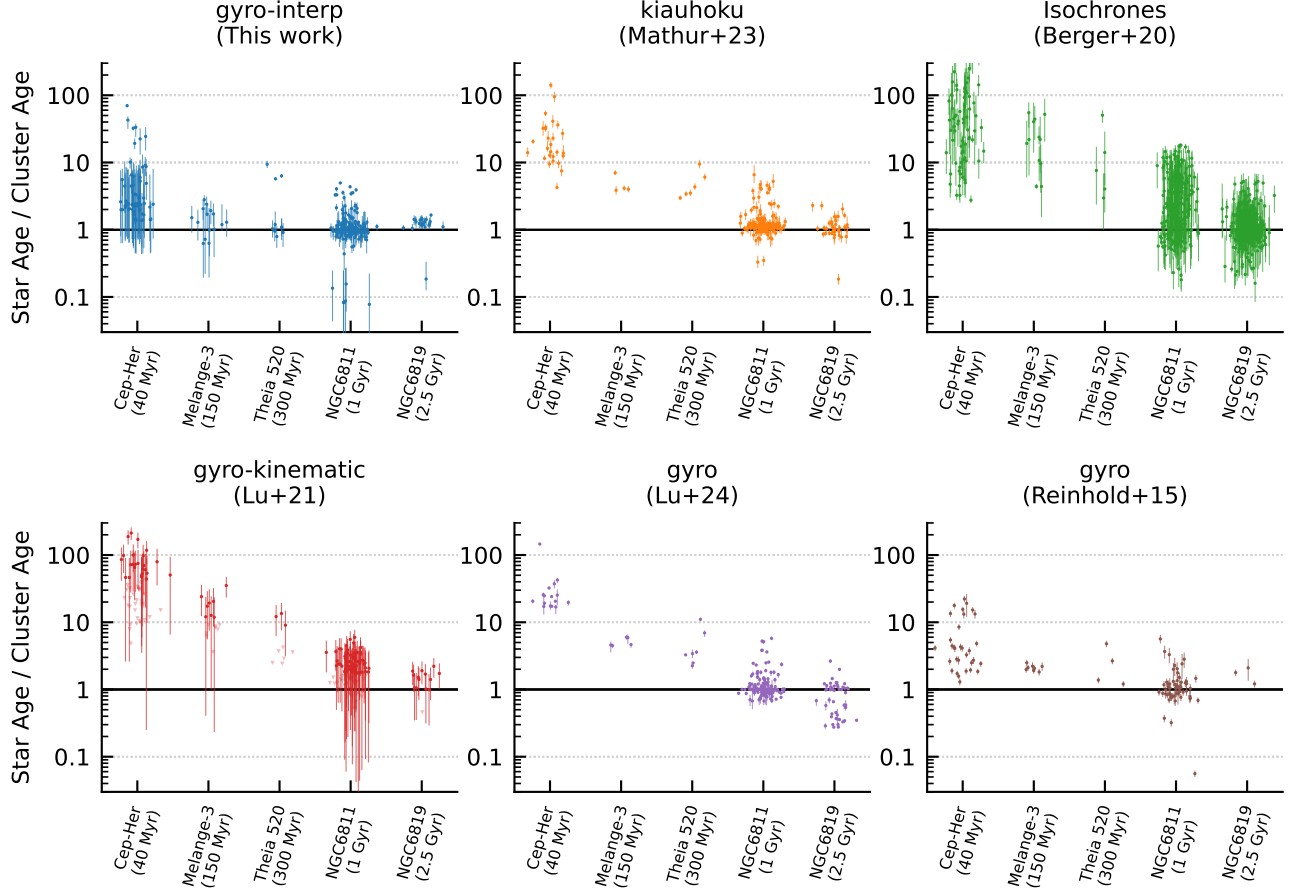 gyro-interp
(This work)
kiauhoku
(Mathur+23)
Isochrones
(Berger+20)
Star Age / Cluster Age
100
10
1
0.1
100
10
1
0.1
100
10
1
0.1
Cep-Her
(40 Myr)
Melange-3
(150 Myr)
Theia 520
(300 Myr)
NGC6811
(1 Gyr)
NGC6819
(2.5 Gyr)
Cep-Her
(40 Myr)
Melange-3
(150 Myr)
Theia 520
(300 Myr)
NGC6811
(1 Gyr)
NGC6819
(2.5 Gyr)
Cep-Her
(40 Myr)
Melange-3
(150 Myr)
Theia 520
(300 Myr)
NGC6811
(1 Gyr)
NGC6819
(2.5 Gyr)
gyro-kinematic
(Lu+21)
gyro
(Lu+24)
gyro
(Reinhold+15)
Star Age / Cluster Age
100
10
1
0.1
100
10
1
0.1
100
10
1
0.1
Cep-Her
(40 Myr)
Melange-3
(150 Myr)
Theia 520
(300 Myr)
NGC6811
(1 Gyr)
NGC6819
(2.5 Gyr)
Cep-Her
(40 Myr)
Melange-3
(150 Myr)
Theia 520
(300 Myr)
NGC6811
(1 Gyr)
NGC6819
(2.5 Gyr)
Cep-Her
(40 Myr)
Melange-3
(150 Myr)
Theia 520
(300 Myr)
NGC6811
(1 Gyr)
NGC6819
(2.5 Gyr)